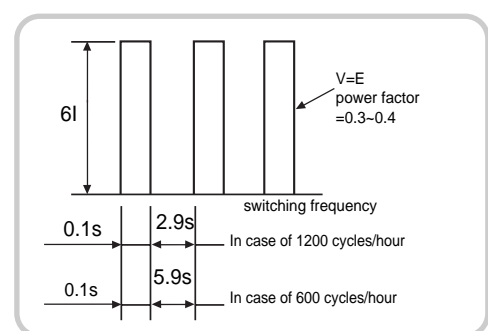 V=E
power factor
=0.3~0.4
6I
switching frequency
0.1s
2.9s
In case of 1200 cycles/hour
0.1s
5.9s
In case of 600 cycles/hour